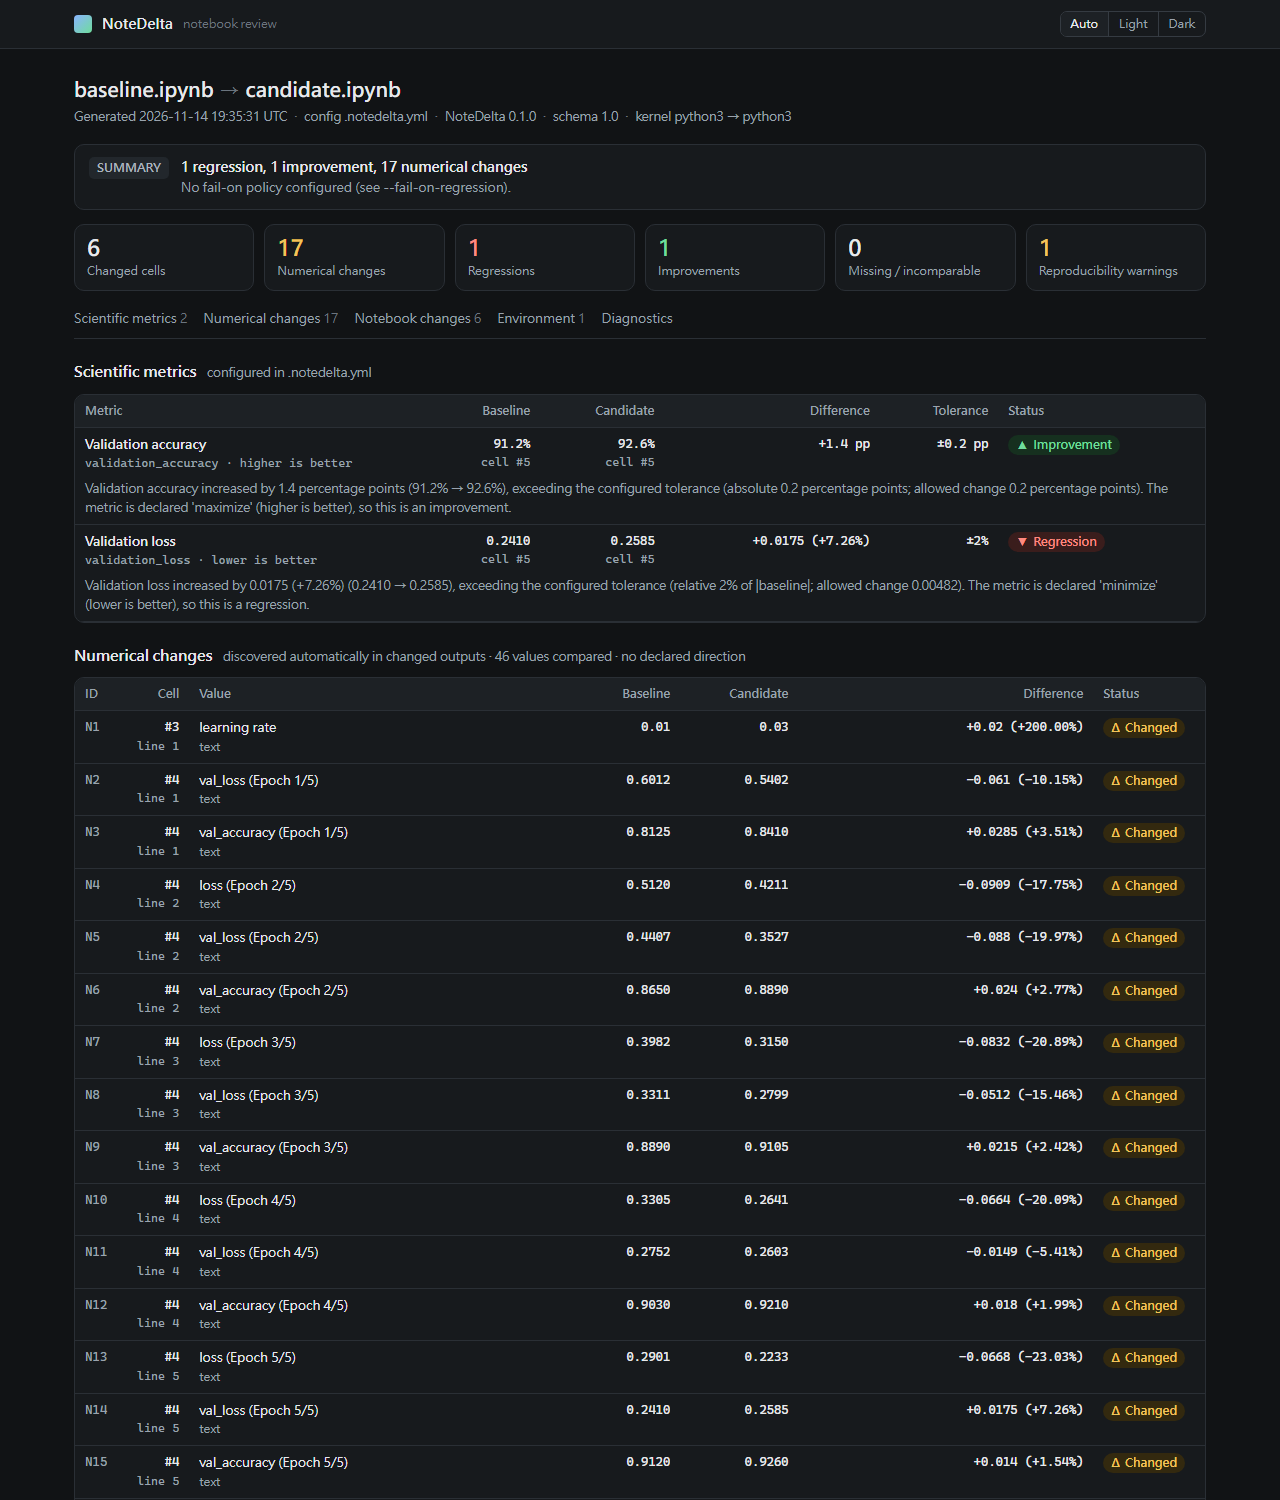 NoteDelta notebook review Auto Light Dark
baseline.ipynb → candidate.ipynb
Generated 2026-11-14 19:35:31 UTC · config .notedelta.yml · NoteDelta 0.1.0 · schema 1.0 · kernel python3 → python3
SUMMARY 1 regression, 1 improvement, 17 numerical changes
No fail-on policy configured (see --fail-on-regression).
6 17 1 1 0 1
Changed cells Numerical changes Regressions Improvements Missing / incomparable Reproducibility warnings
Scientific metrics 2 Numerical changes 17 Notebook changes 6 Environment 1 Diagnostics
Scientific metrics configured in .notedelta.yml
Metric Baseline Candidate Difference Tolerance Status
Validation accuracy 91.2% 92.6% +1.4 pp ±0.2 pp ▲ Improvement
validation_accuracy · higher is better cell #5 cell #5
Validation accuracy increased by 1.4 percentage points (91.2% → 92.6%), exceeding the configured tolerance (absolute 0.2 percentage points; allowed change 0.2 percentage points). The
metric is declared 'maximize' (higher is better), so this is an improvement.
Validation loss 0.2410 0.2585 +0.0175 (+7.26%) ±2% ▼ Regression
validation_loss · lower is better cell #5 cell #5
Validation loss increased by 0.0175 (+7.26%) (0.2410 → 0.2585), exceeding the configured tolerance (relative 2% of |baseline|; allowed change 0.00482). The metric is declared 'minimize'
(lower is better), so this is a regression.
Numerical changes discovered automatically in changed outputs · 46 values compared · no declared direction
ID Cell Value Baseline Candidate Difference Status
N1 #3 learning rate 0.01 0.03 +0.02 (+200.00%) Δ Changed
line 1 text
N2 #4 val_loss (Epoch 1/5) 0.6012 0.5402 −0.061 (−10.15%) Δ Changed
line 1 text
N3 #4 val_accuracy (Epoch 1/5) 0.8125 0.8410 +0.0285 (+3.51%) Δ Changed
line 1 text
N4 #4 loss (Epoch 2/5) 0.5120 0.4211 −0.0909 (−17.75%) Δ Changed
line 2 text
N5 #4 val_loss (Epoch 2/5) 0.4407 0.3527 −0.088 (−19.97%) Δ Changed
line 2 text
N6 #4 val_accuracy (Epoch 2/5) 0.8650 0.8890 +0.024 (+2.77%) Δ Changed
line 2 text
N7 #4 loss (Epoch 3/5) 0.3982 0.3150 −0.0832 (−20.89%) Δ Changed
line 3 text
N8 #4 val_loss (Epoch 3/5) 0.3311 0.2799 −0.0512 (−15.46%) Δ Changed
line 3 text
N9 #4 val_accuracy (Epoch 3/5) 0.8890 0.9105 +0.0215 (+2.42%) Δ Changed
line 3 text
N10 #4 loss (Epoch 4/5) 0.3305 0.2641 −0.0664 (−20.09%) Δ Changed
line 4 text
N11 #4 val_loss (Epoch 4/5) 0.2752 0.2603 −0.0149 (−5.41%) Δ Changed
line 4 text
N12 #4 val_accuracy (Epoch 4/5) 0.9030 0.9210 +0.018 (+1.99%) Δ Changed
line 4 text
N13 #4 loss (Epoch 5/5) 0.2901 0.2233 −0.0668 (−23.03%) Δ Changed
line 5 text
N14 #4 val_loss (Epoch 5/5) 0.2410 0.2585 +0.0175 (+7.26%) Δ Changed
line 5 text
N15 #4 val_accuracy (Epoch 5/5) 0.9120 0.9260 +0.014 (+1.54%) Δ Changed
line 5 text